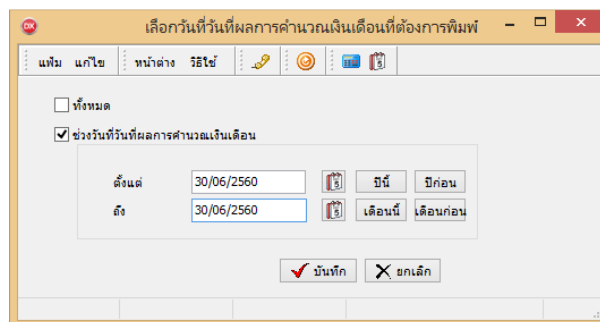 เลือกวันที่วันที่ผลการคำนวณเงินเดือนที่ต้องการพิมพ์
แฟ้ม แก้ไข หน้าต่าง วิธีใช้
ทั้งหมด
ช่วงวันที่วันที่ผลการคำนวณเงินเดือน
ตั้งแต่ 30/06/2560 ปีนี้ ปีก่อน
ถึง 30/06/2560 เดือนนี้ เดือนก่อน
บันทึก ยกเลิก